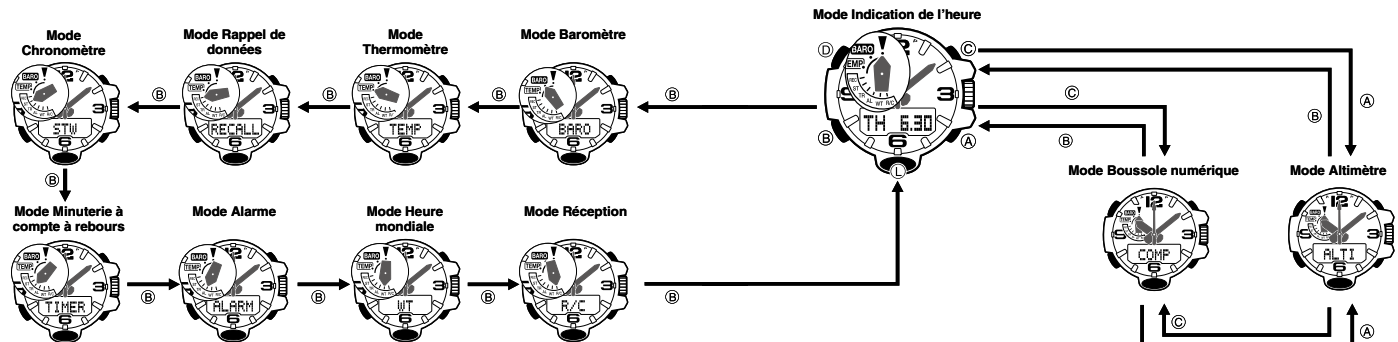 Mode Indication de l'heure
Mode Chronomètre
Mode Rappel de données
Mode Thermomètre
Mode Baromètre
STW
RECALL
TEMP
BARO
TH 6.30
D
C
B
A
L
B
B
B
B
B
A
B
C
B
Mode Boussole numérique
Mode Altimètre
COMP
ALTI
C
A
Mode Minuterie à compte à rebours
Mode Alarme
Mode Heure mondiale
Mode Réception
TIMER
ALARM
WT
R/C
B
B
B
B